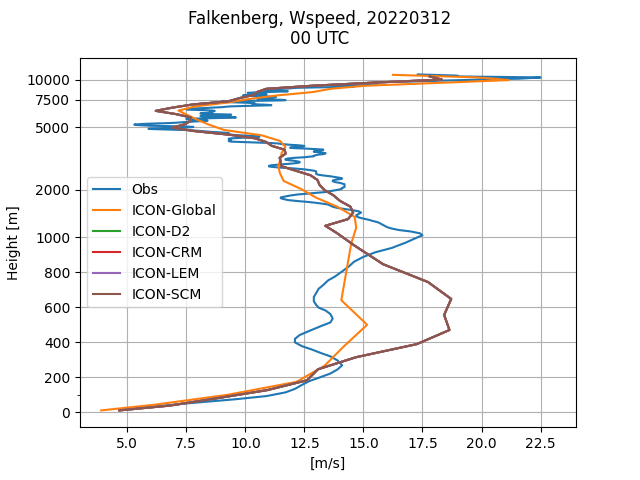 Falkenberg, Wspeed, 20220312
00 UTC
10000
7500
5000
2000
1000
800
600
400
200
0
Height [m]
Obs
ICON-Global
ICON-D2
ICON-CRM
ICON-LEM
ICON-SCM
5.0 7.5 10.0 12.5 15.0 17.5 20.0 22.5
[m/s]